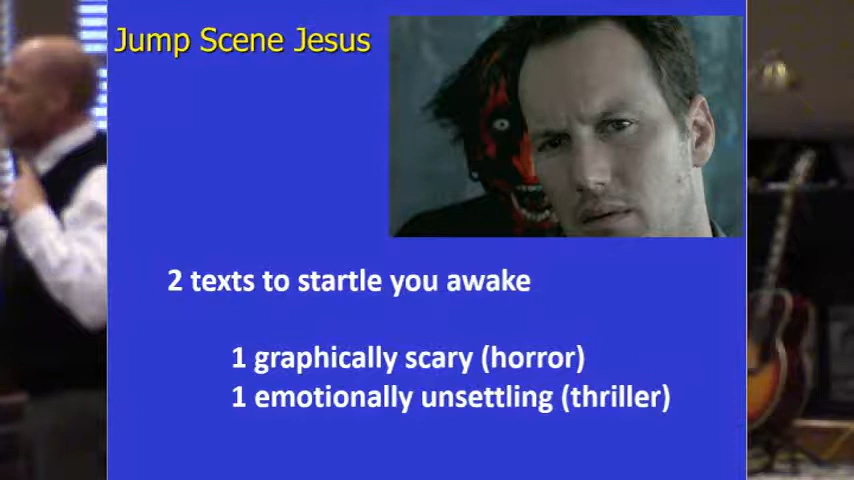 Jump Scene Jesus
2 texts to startle you awake
1 graphically scary (horror)
1 emotionally unsettling (thriller)